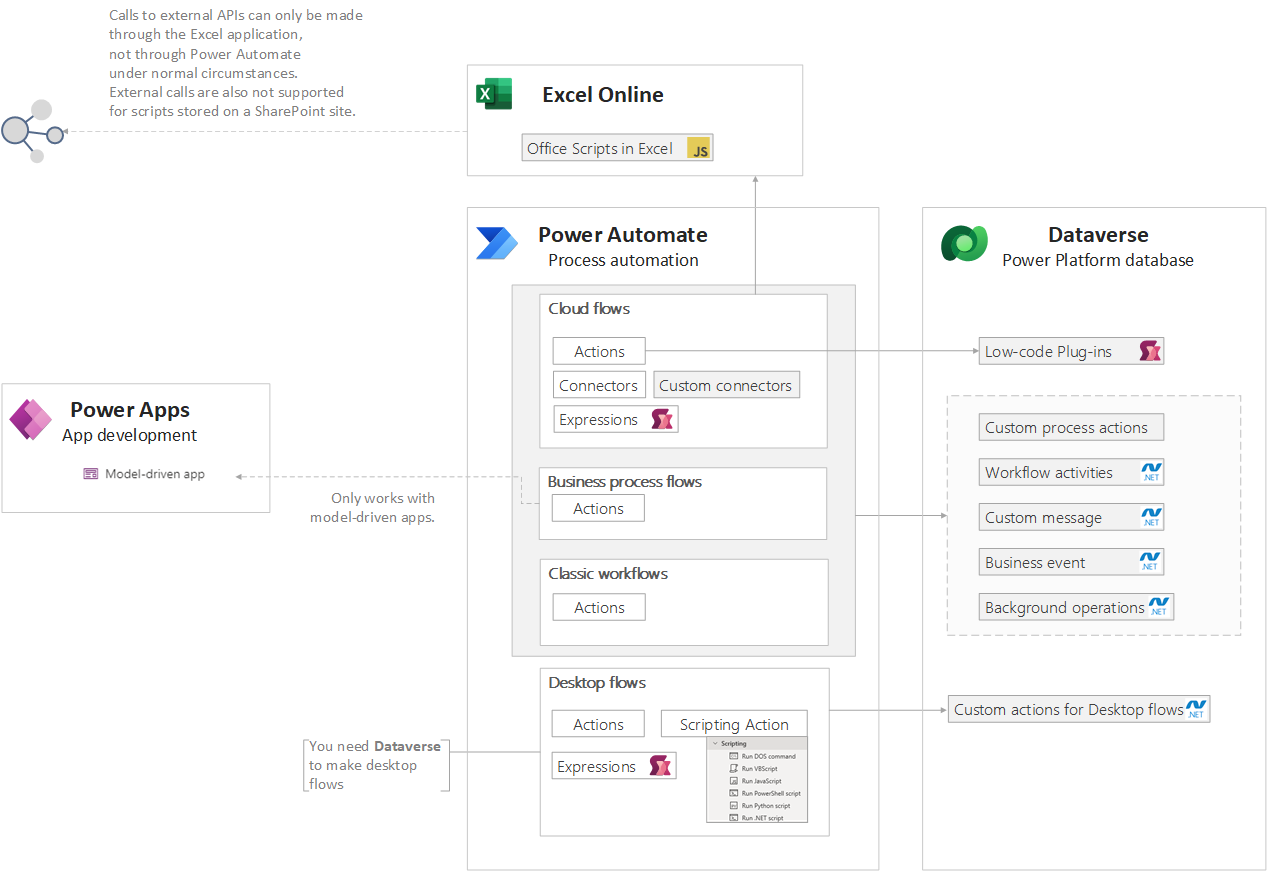 Calls to external APIs can only be made
through the Excel application,
not through Power Automate
under normal circumstances.
External calls are also not supported
for scripts stored on a SharePoint site.
X
Excel Online
Office Scripts in Excel
JS
Power Automate
Process automation
Cloud flows
Actions
Connectors
Custom connectors
Expressions
Business process flows
Actions
Classic workflows
Actions
Desktop flows
Actions
Scripting Action
Expressions
Scripting
Run DOS command
Run VBScript
Run JavaScript
Run PowerShell script
Run Python script
Run .NET script
Dataverse
Power Platform database
Low-code Plug-ins
Custom process actions
Workflow activities
.NET
Custom message
.NET
Business event
.NET
Background operations
.NET
Custom actions for Desktop flows
.NET
Power Apps
App development
Model-driven app
Only works with
model-driven apps.
You need Dataverse
to make desktop
flows